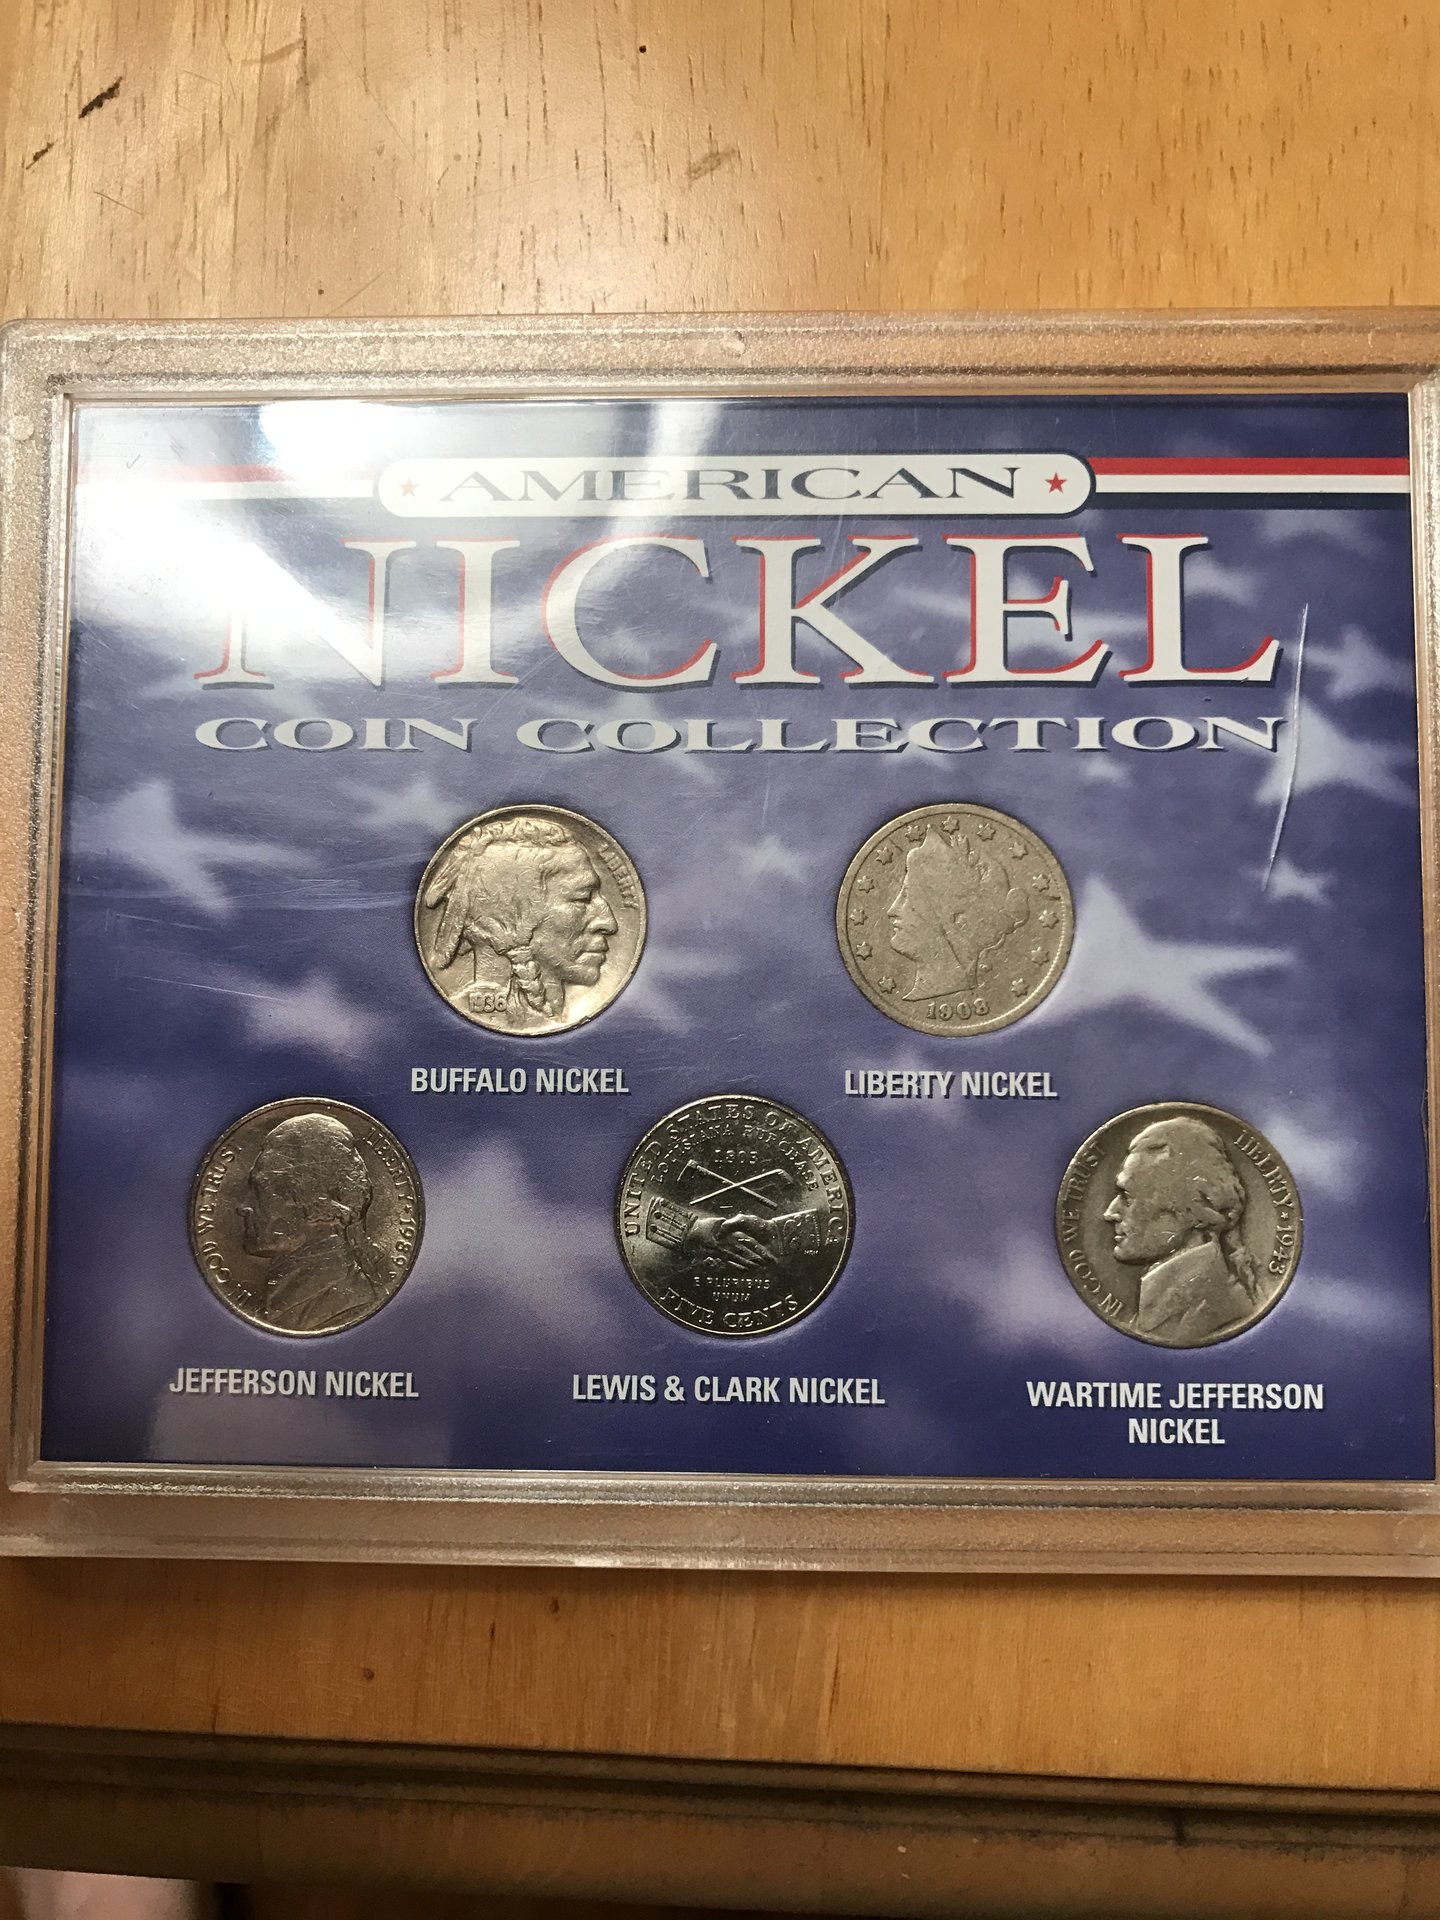 AMERICAN
NICKEL
COIN COLLECTION
LIBERTY
1936
BUFFALO NICKEL
1908
LIBERTY NICKEL
IN GOD WE TRUST
LIBERTY 1989
JEFFERSON NICKEL
UNITED STATES OF AMERICA
LOUISIANA PURCHASE
1803
E PLURIBUS
UNUM
FIVE CENTS
LEWIS & CLARK NICKEL
IN GOD WE TRUST
LIBERTY 1943
WARTIME JEFFERSON
NICKEL